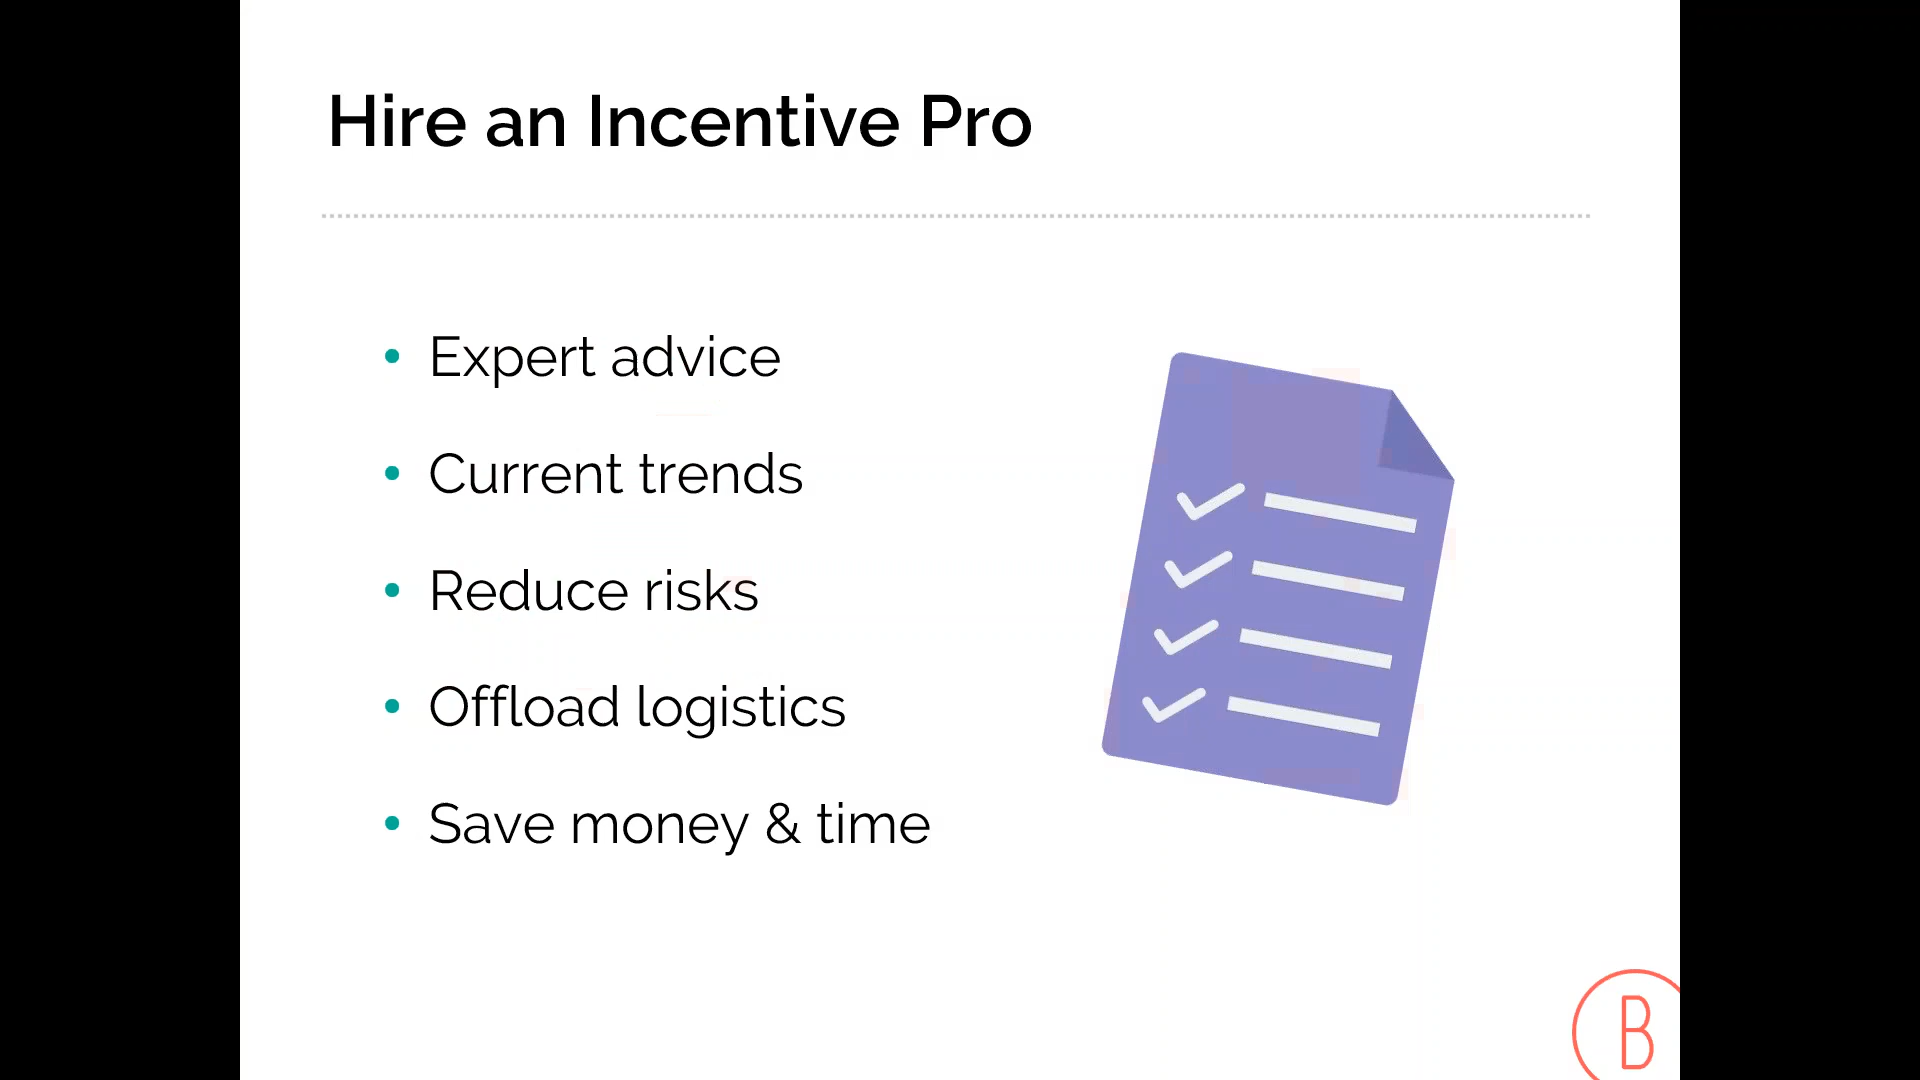 Hire an Incentive Pro
• Expert advice
• Current trends
• Reduce risks
• Offload logistics
• Save money & time
B